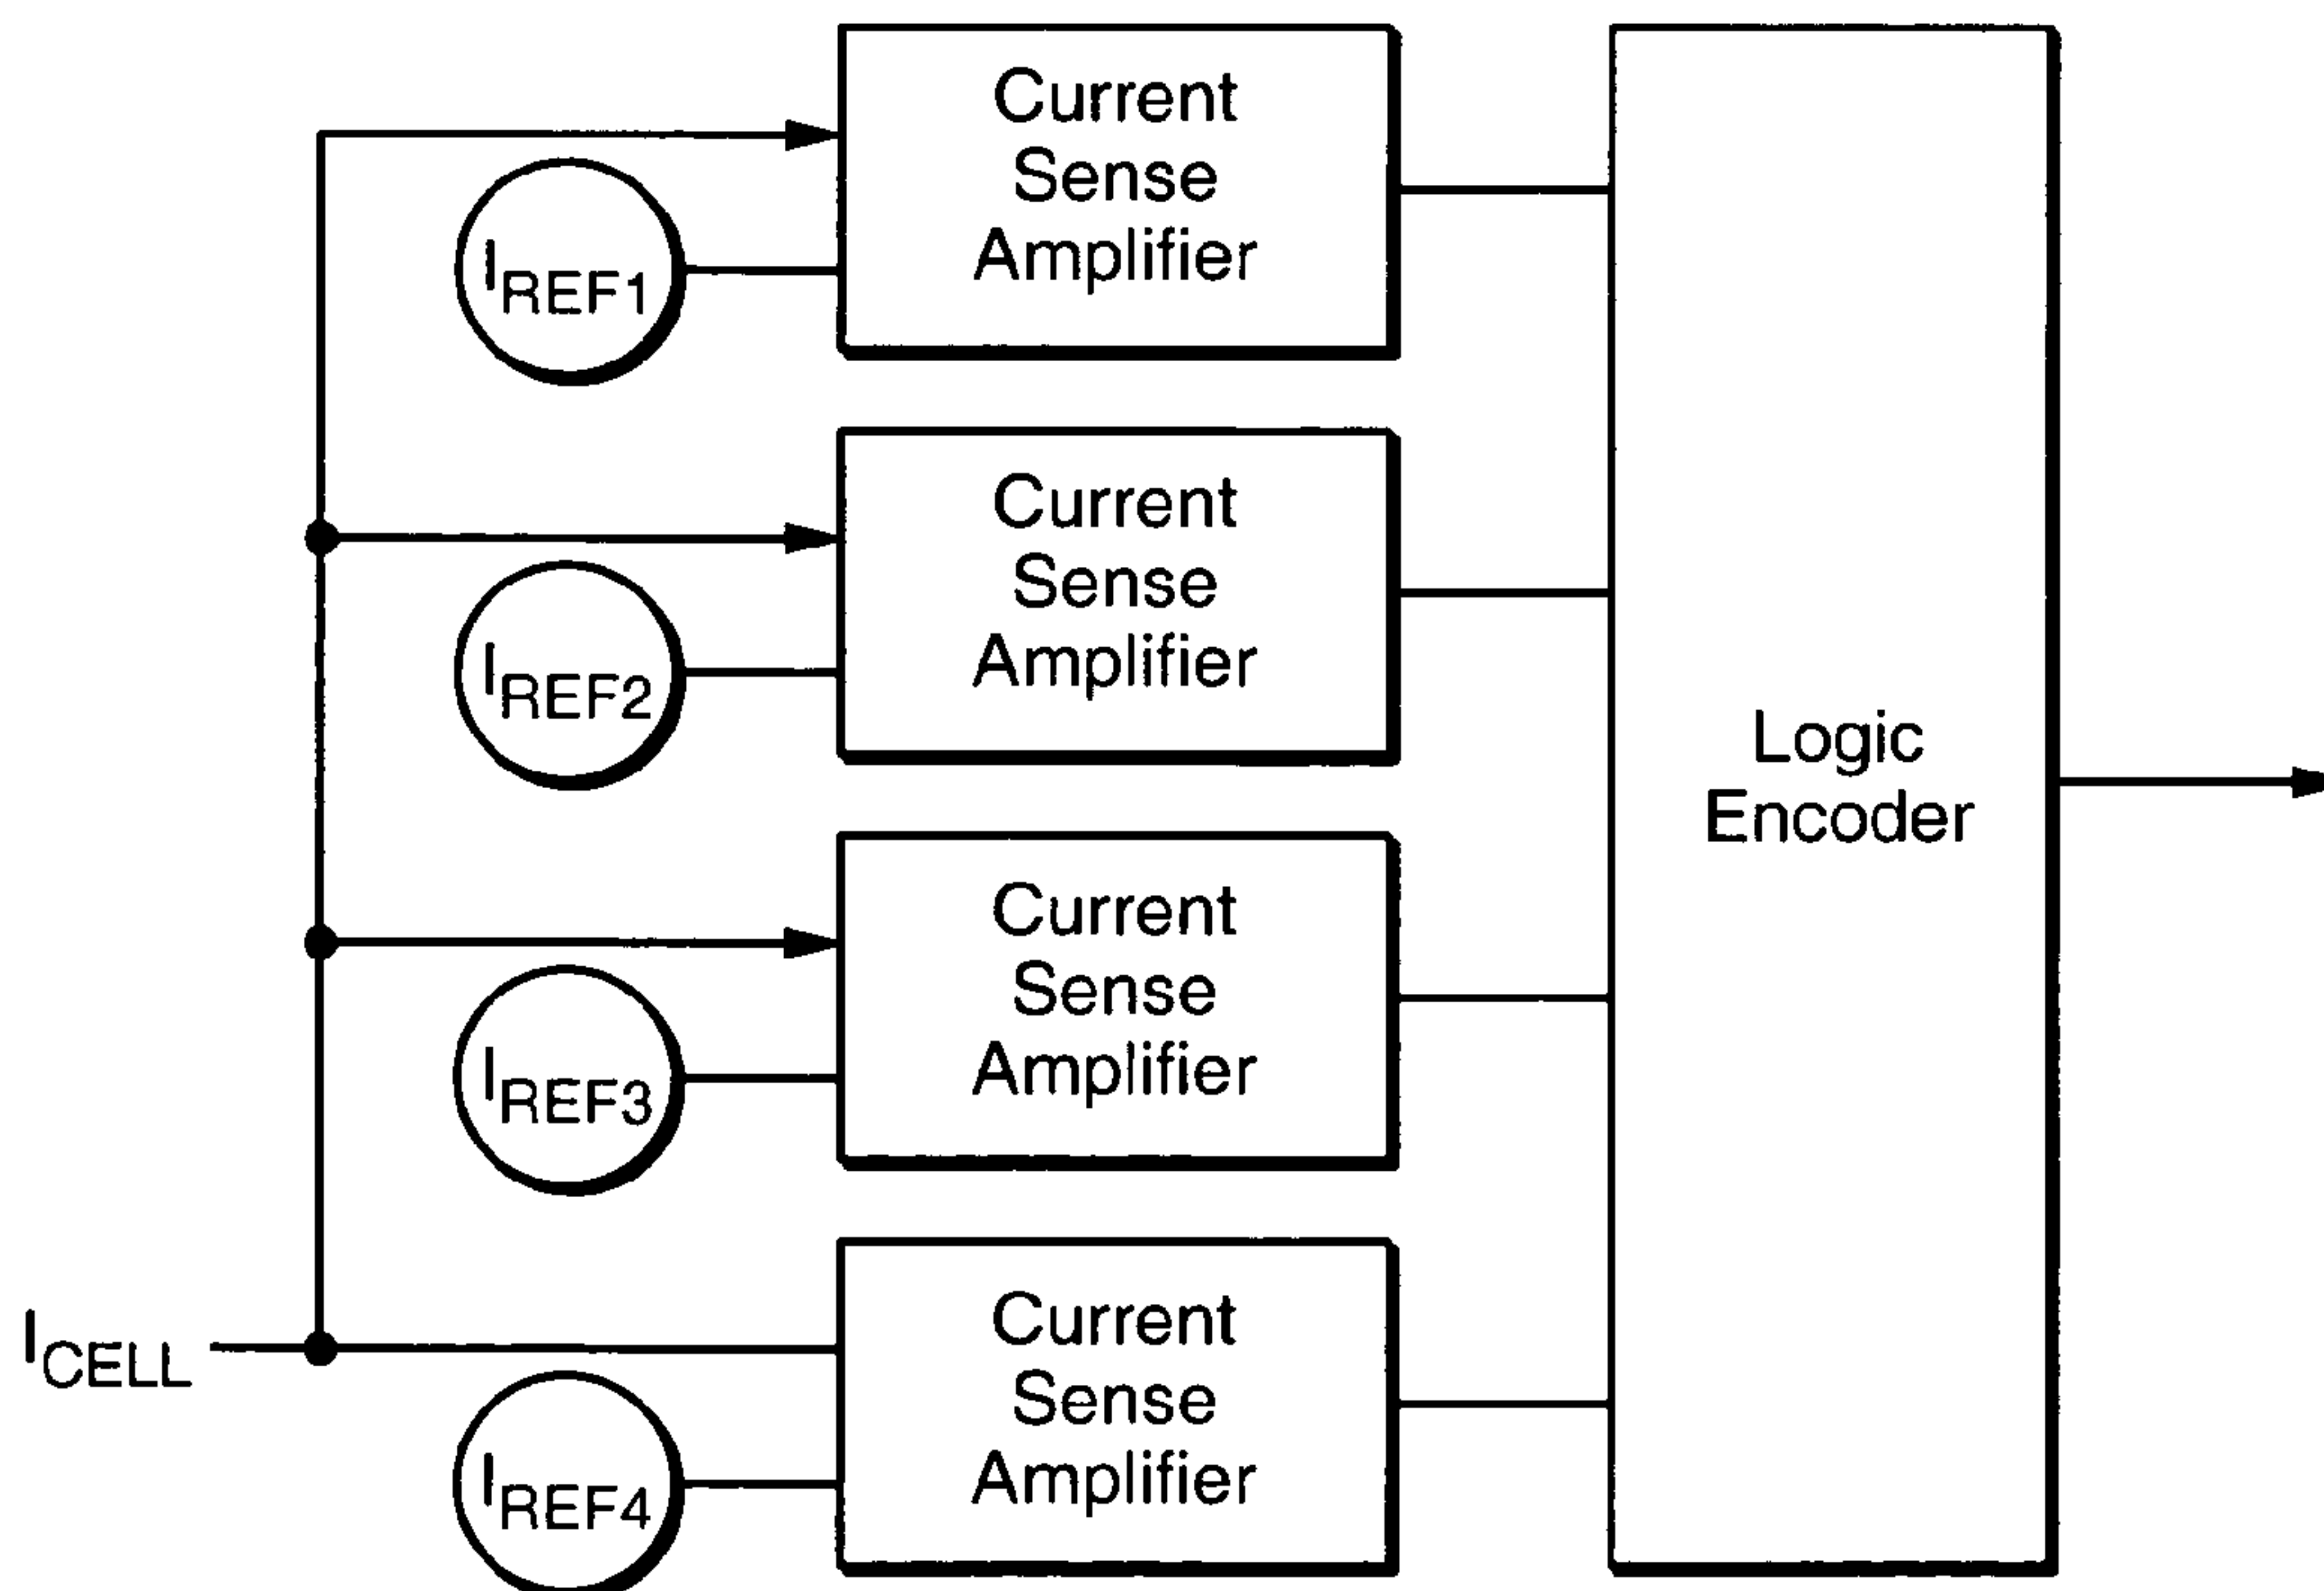 Current
Sense
Amplifier
IREF1
Current
Sense
Amplifier
IREF2
Logic
Encoder
Current
Sense
Amplifier
IREF3
Current
Sense
Amplifier
ICELL
IREF4